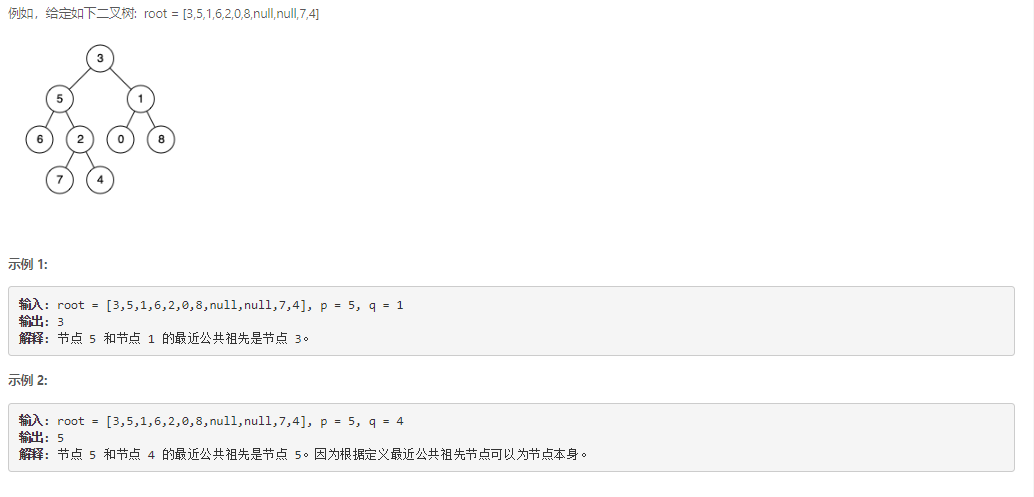 例如，给定如下二叉树:  root = [3,5,1,6,2,0,8,null,null,7,4]
3
5 1
6 2 0 8
7 4
示例 1:
输入: root = [3,5,1,6,2,0,8,null,null,7,4], p = 5, q = 1
输出: 3
解释: 节点 5 和节点 1 的最近公共祖先是节点 3。
示例 2:
输入: root = [3,5,1,6,2,0,8,null,null,7,4], p = 5, q = 4
输出: 5
解释: 节点 5 和节点 4 的最近公共祖先是节点 5。因为根据定义最近公共祖先节点可以为节点本身。